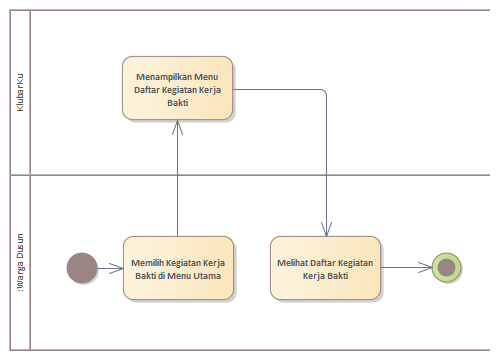 KlubarKu
Menampilkan Menu
Daftar Kegiatan Kerja
Bakti
:Warga Dusun
Memilih Kegiatan Kerja
Bakti di Menu Utama
Melihat Daftar Kegiatan
Kerja Bakti